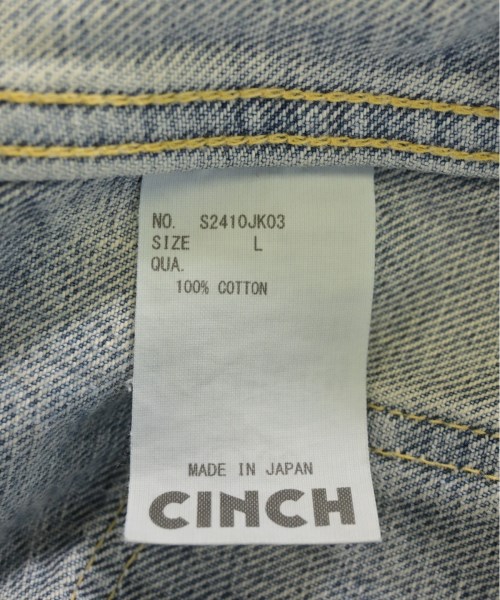 NO. S2410JK03
SIZE L
QUA.
100% COTTON
MADE IN JAPAN
CINCH